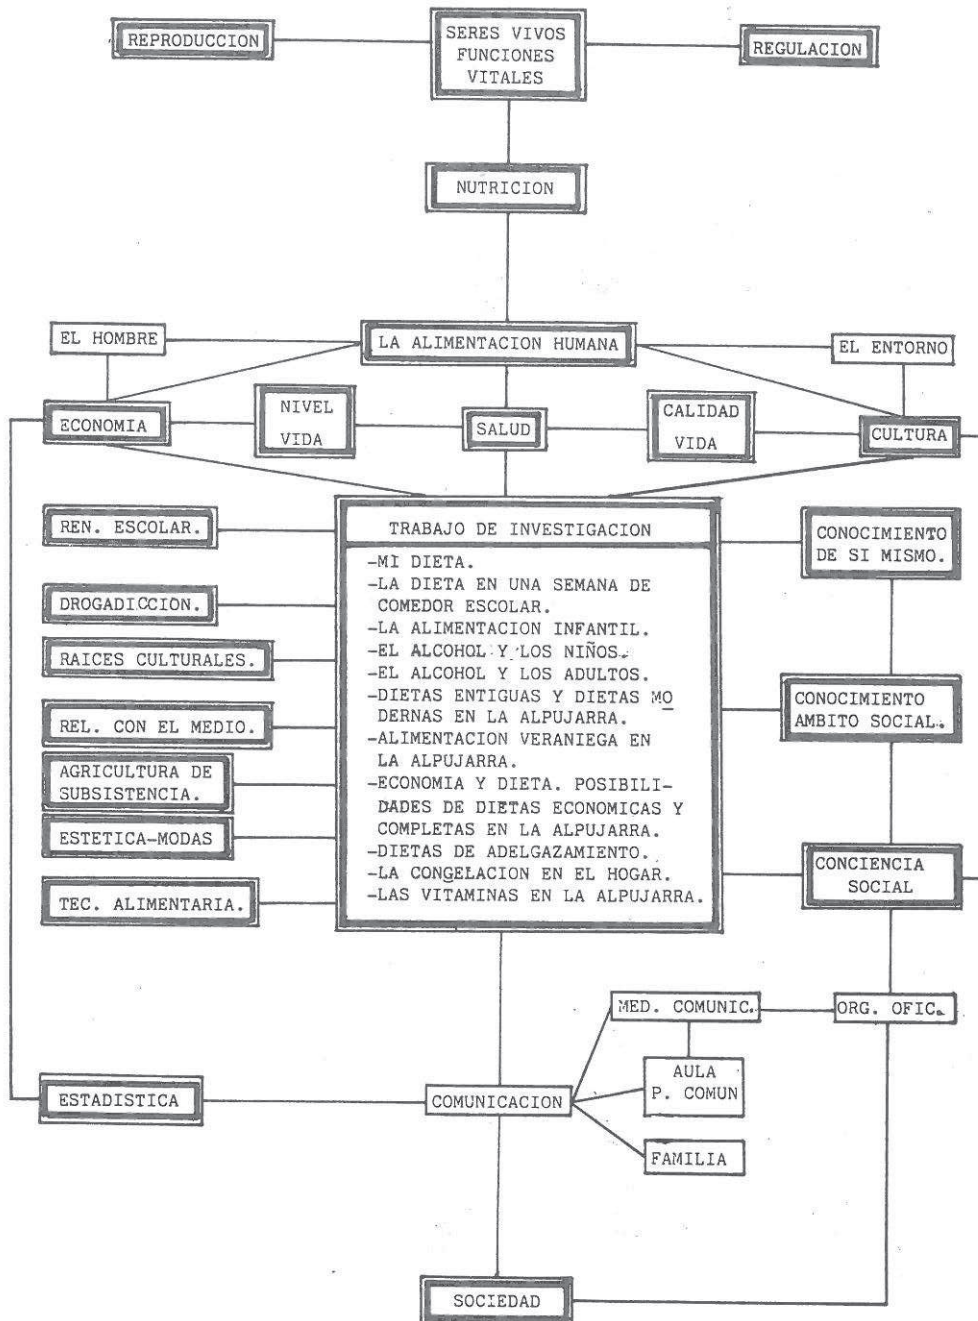 REPRODUCCION
SERES VIVOS
FUNCIONES
VITALES
REGULACION
NUTRICION
EL HOMBRE
LA ALIMENTACION HUMANA
EL ENTORNO
ECONOMIA
NIVEL
VIDA
SALUD
CALIDAD
VIDA
CULTURA
REN. ESCOLAR.
DROGADICCION.
RAICES CULTURALES.
REL. CON EL MEDIO.
AGRICULTURA DE
SUBSISTENCIA.
ESTETICA-MODAS
TEC. ALIMENTARIA.
TRABAJO DE INVESTIGACION
-MI DIETA.
-LA DIETA EN UNA SEMANA DE
COMEDOR ESCOLAR.
-LA ALIMENTACION INFANTIL.
-EL ALCOHOL Y LOS NIÑOS.
-EL ALCOHOL Y LOS ADULTOS.
-DIETAS ENTIGUAS Y DIETAS MO
DERNAS EN LA ALPUJARRA.
-ALIMENTACION VERANIEGA EN
LA ALPUJARRA.
-ECONOMIA Y DIETA. POSIBILI-
DADES DE DIETAS ECONOMICAS Y
COMPLETAS EN LA ALPUJARRA.
-DIETAS DE ADELGAZAMIENTO.
-LA CONGELACION EN EL HOGAR.
-LAS VITAMINAS EN LA ALPUJARRA.
CONOCIMIENTO
DE SI MISMO.
CONOCIMIENTO
AMBITO SOCIAL.
CONCIENCIA
SOCIAL
MED. COMUNIC.
ORG. OFIC.
AULA
P. COMUN
ESTADISTICA
COMUNICACION
FAMILIA
SOCIEDAD